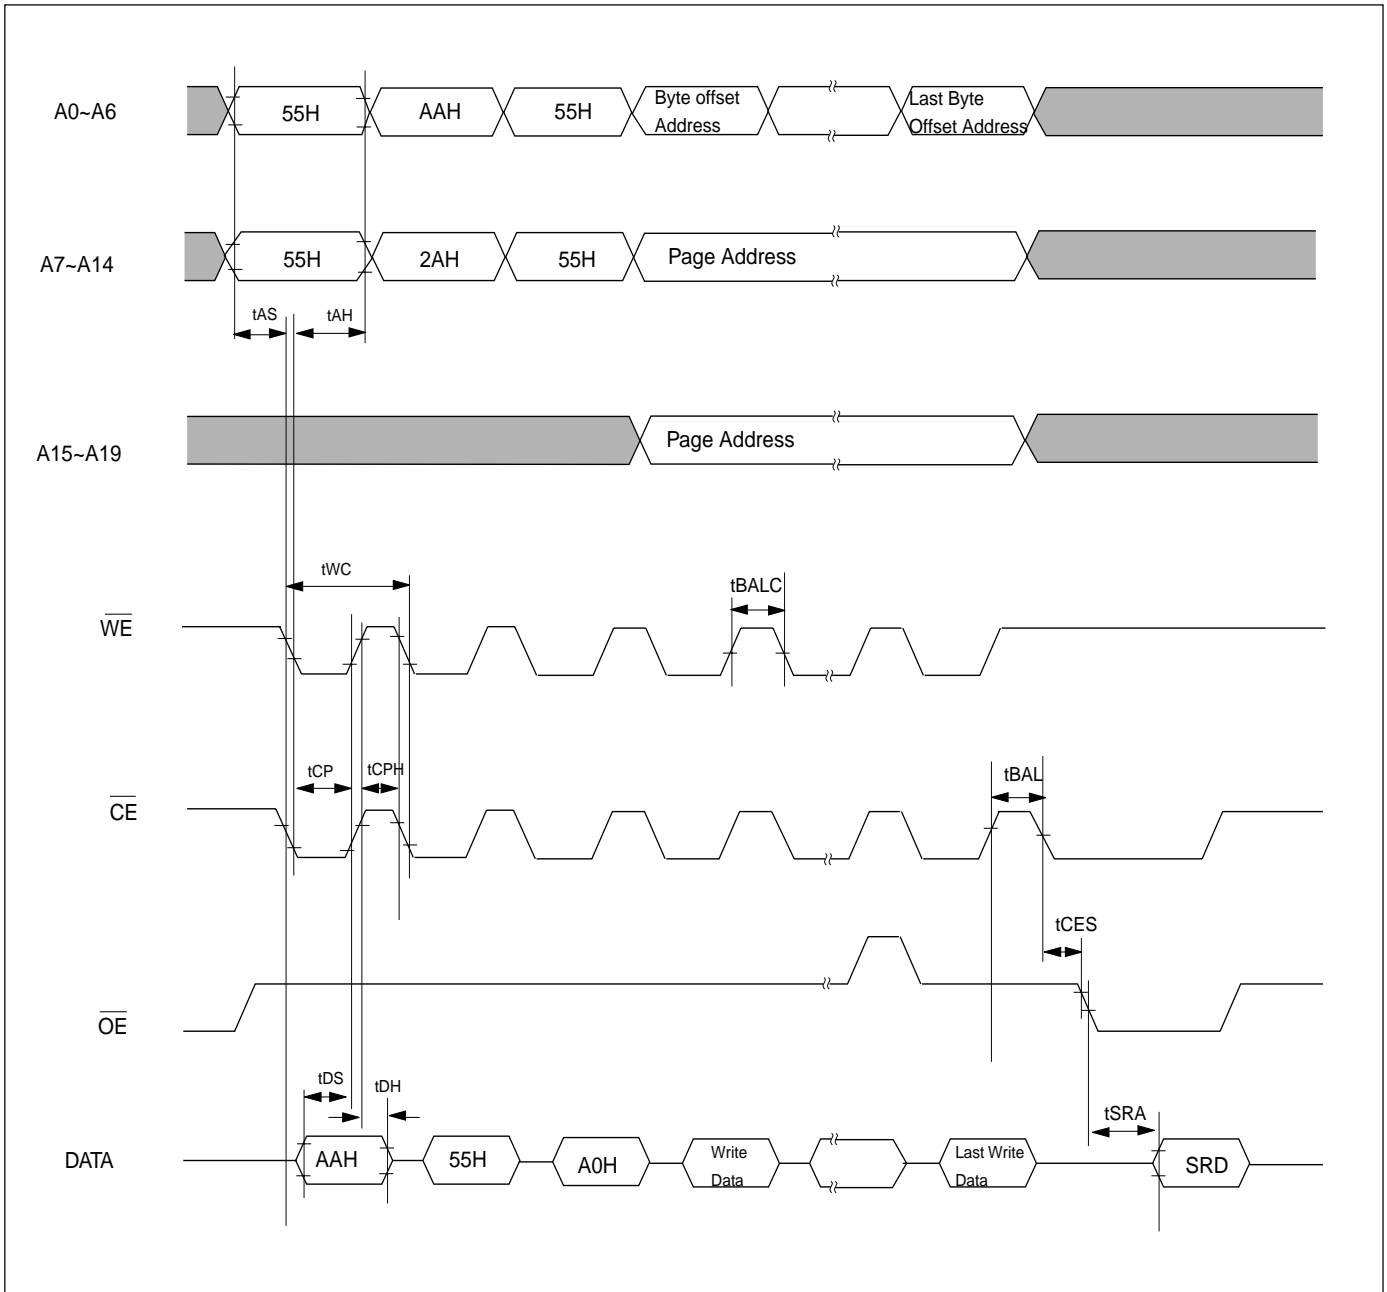 A0~A6
55H
AAH
55H
Byte offset
Address
Last Byte
Offset Address
A7~A14
55H
2AH
55H
Page Address
tAS
tAH
A15~A19
Page Address
tWC
tBALC
WE
tCP
tCPH
tBAL
CE
tCES
OE
tDS
tDH
tSRA
DATA
AAH
55H
A0H
Write
Data
Last Write
Data
SRD